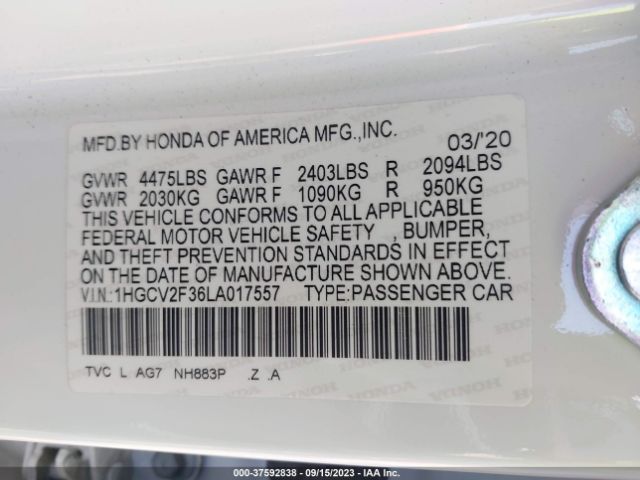 MFD.BY HONDA OF AMERICA MFG.,INC. 03/'20
GVWR 4475LBS GAWR F 2403LBS R 2094LBS
GVWR 2030KG GAWR F 1090KG R 950KG
THIS VEHICLE CONFORMS TO ALL APPLICABLE
FEDERAL MOTOR VEHICLE SAFETY , BUMPER,
AND THEFT PREVENTION STANDARDS IN EFFECT
ON THE DATE OF MANUFACTURE SHOWN ABOVE.
V.I.N.:1HGCV2F36LA017557 TYPE:PASSENGER CAR
TVC L AG7 NH883P .Z .A
000-37592838 - 09/15/2023 - IAAI.COM